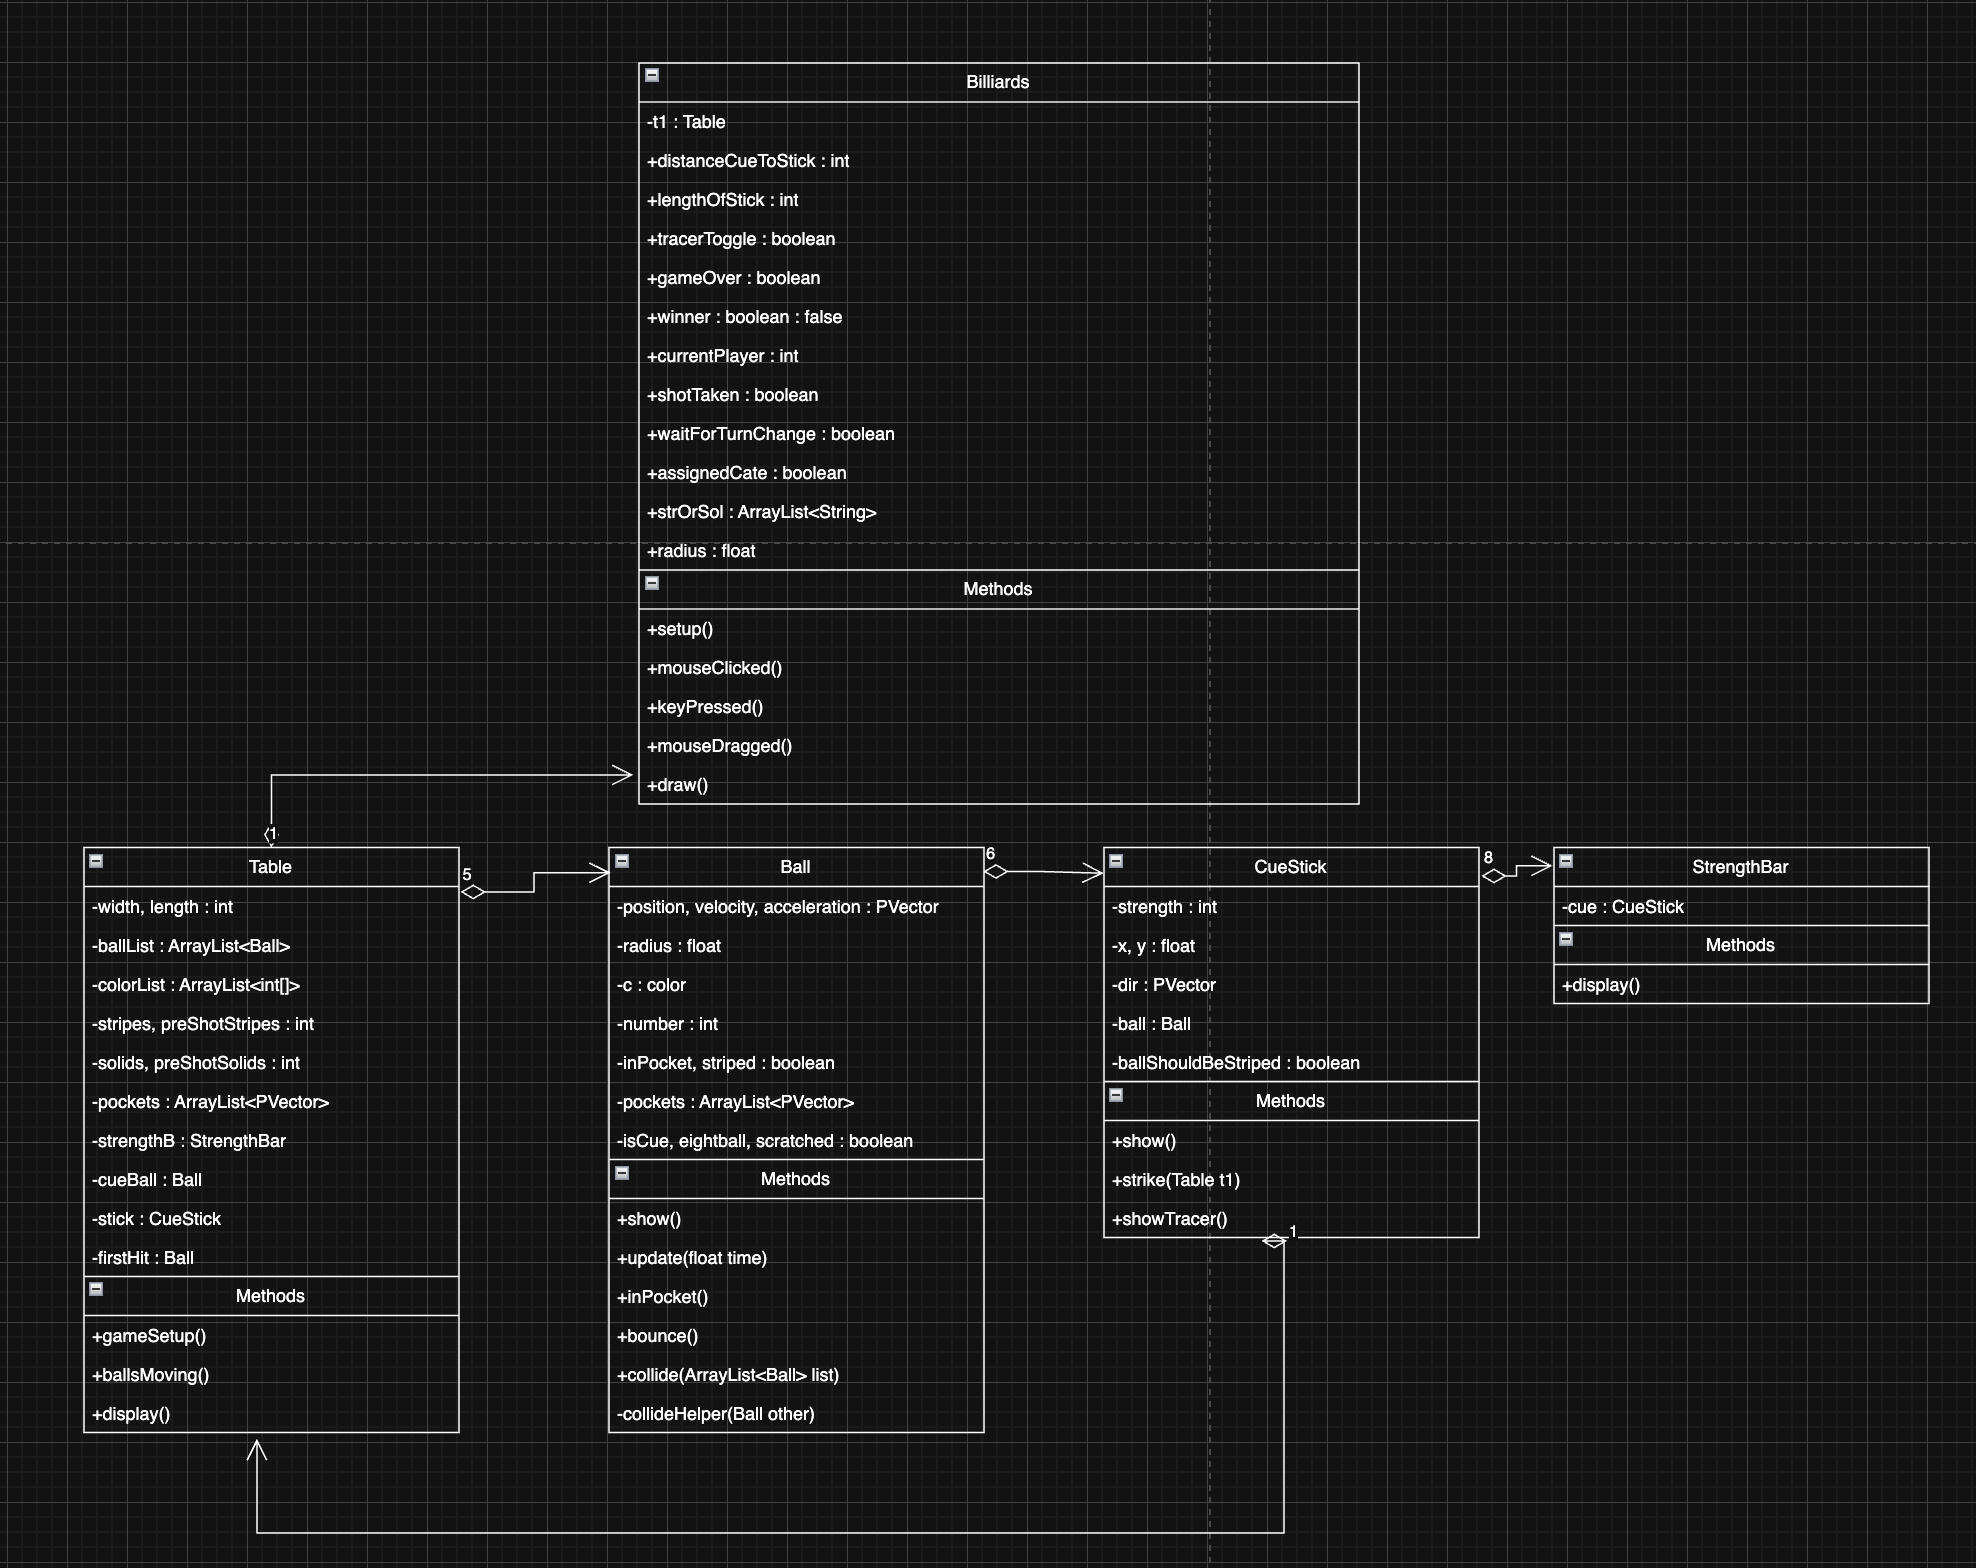 Billiards
-t1 : Table
+distanceCueToStick : int
+lengthOfStick : int
+tracerToggle : boolean
+gameOver : boolean
+winner : boolean : false
+currentPlayer : int
+shotTaken : boolean
+waitForTurnChange : boolean
+assignedCate : boolean
+strOrSol : ArrayList<String>
+radius : float
Methods
+setup()
+mouseClicked()
+keyPressed()
+mouseDragged()
+draw()
1
Table
-width, length : int
-ballList : ArrayList<Ball>
-colorList : ArrayList<int[]>
-stripes, preShotStripes : int
-solids, preShotSolids : int
-pockets : ArrayList<PVector>
-strengthB : StrengthBar
-cueBall : Ball
-stick : CueStick
-firstHit : Ball
Methods
+gameSetup()
+ballsMoving()
+display()
5
Ball
-position, velocity, acceleration : PVector
-radius : float
-c : color
-number : int
-inPocket, striped : boolean
-pockets : ArrayList<PVector>
-isCue, eightball, scratched : boolean
Methods
+show()
+update(float time)
+inPocket()
+bounce()
+collide(ArrayList<Ball> list)
-collideHelper(Ball other)
6
CueStick
-strength : int
-x, y : float
-dir : PVector
-ball : Ball
-ballShouldBeStriped : boolean
Methods
+show()
+strike(Table t1)
+showTracer()
1
8
StrengthBar
-cue : CueStick
Methods
+display()